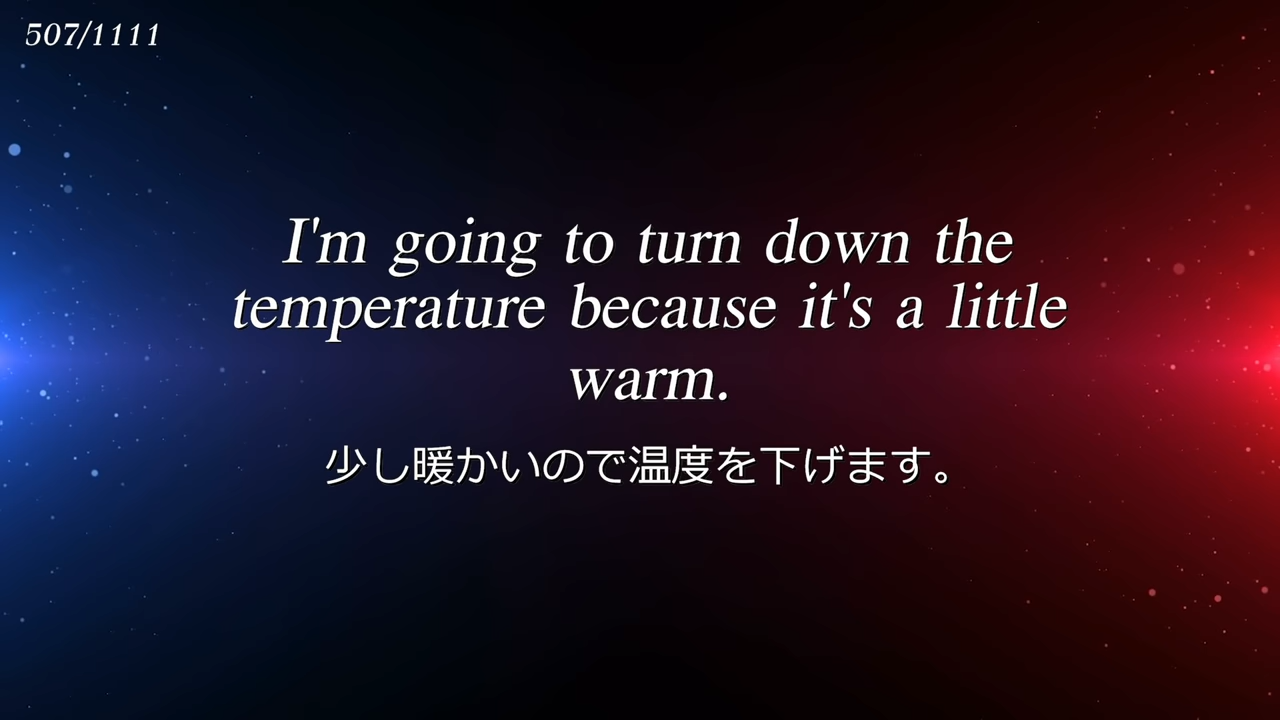 507/1111
I'm going to turn down the
temperature because it's a little
warm.
少し暖かいので温度を下げます。